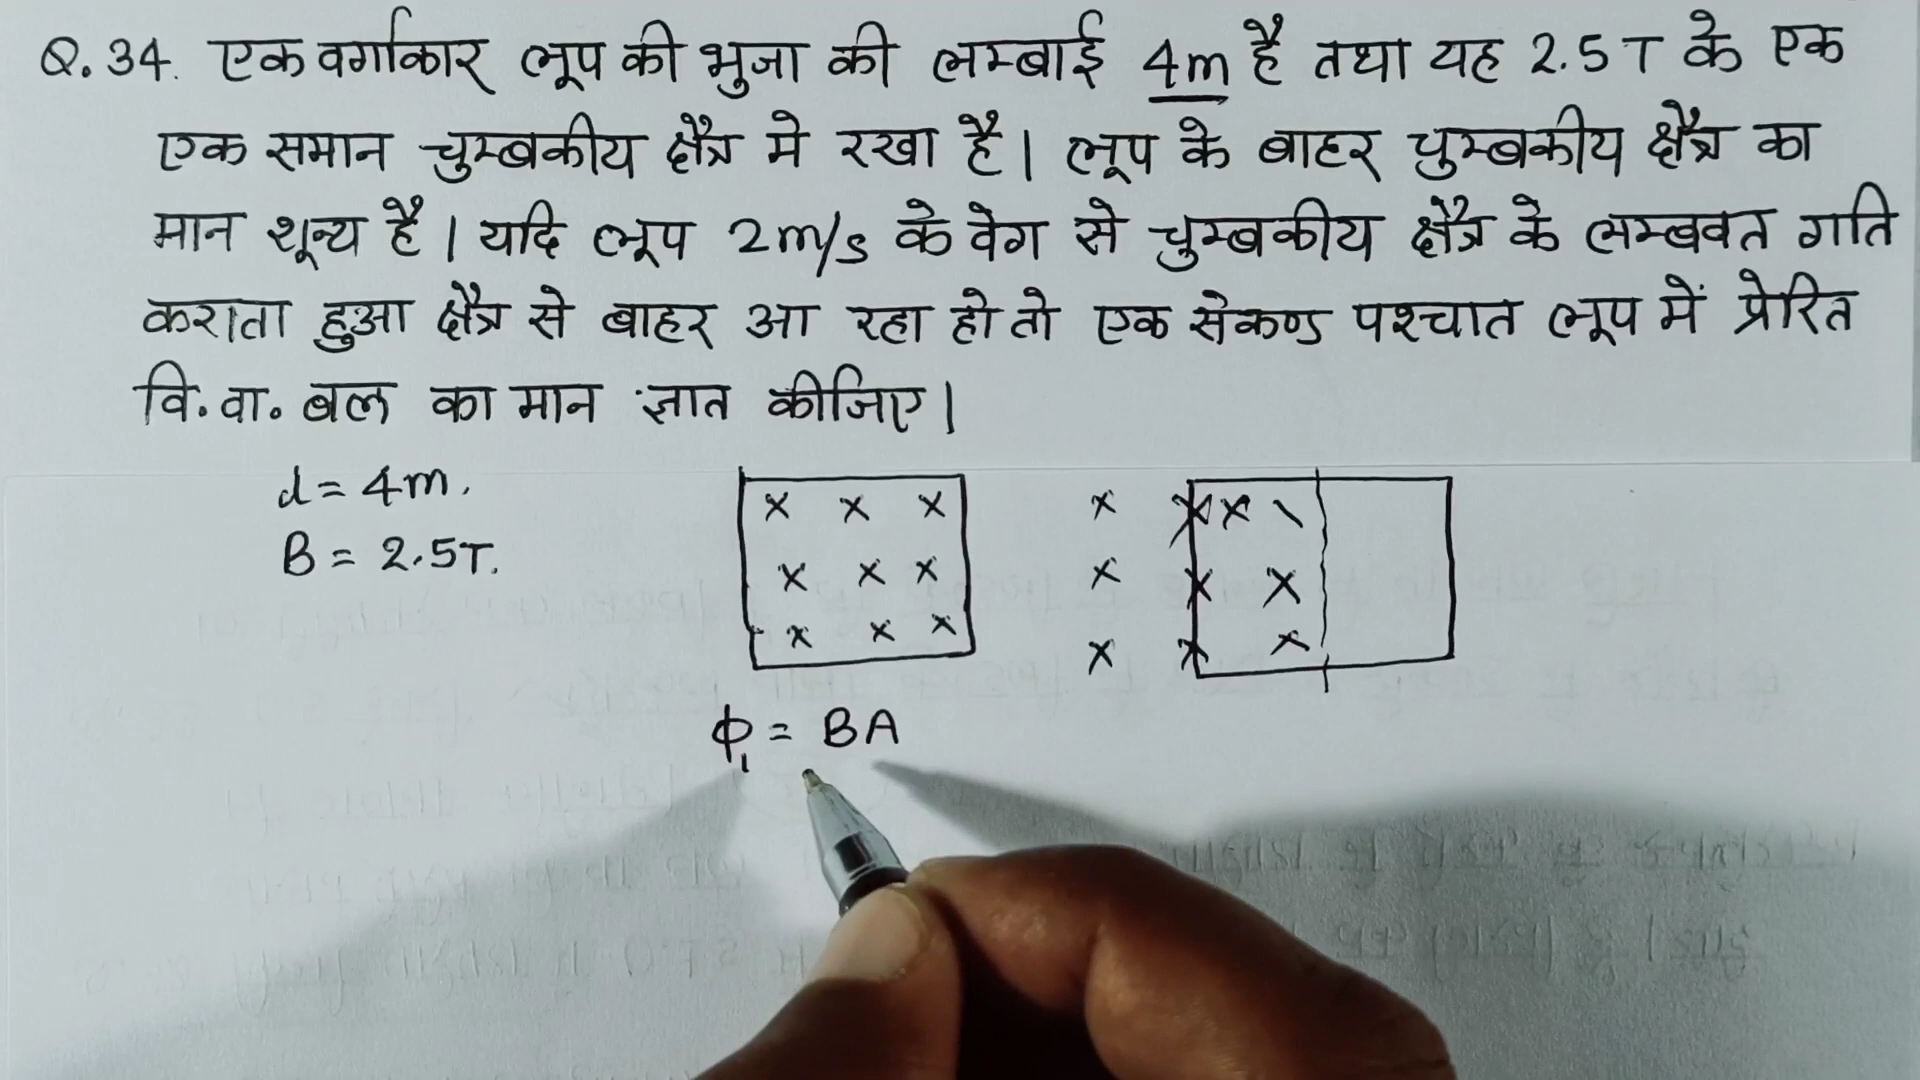 Q. 34. एक वर्गाकार लूप की भुजा की लम्बाई 4m है तथा यह 2.5T के एक
एक समान चुम्बकीय क्षैत्र मे रखा है। लूप के बाहर चुम्बकीय क्षैत्र का
मान शून्य है। यदि लूप 2m/s के वेग से चुम्बकीय क्षैत्र के लम्बवत गति
कराता हुआ क्षैत्र से बाहर आ रहा हो तो एक सेकण्ड पश्चात लूप में प्रेरित
वि. वा. बल का मान ज्ञात कीजिए।
d = 4m.
B = 2.5T.
x x x
x x x
x x x
x x x
x x x
x x x
ϕ₁ = BA